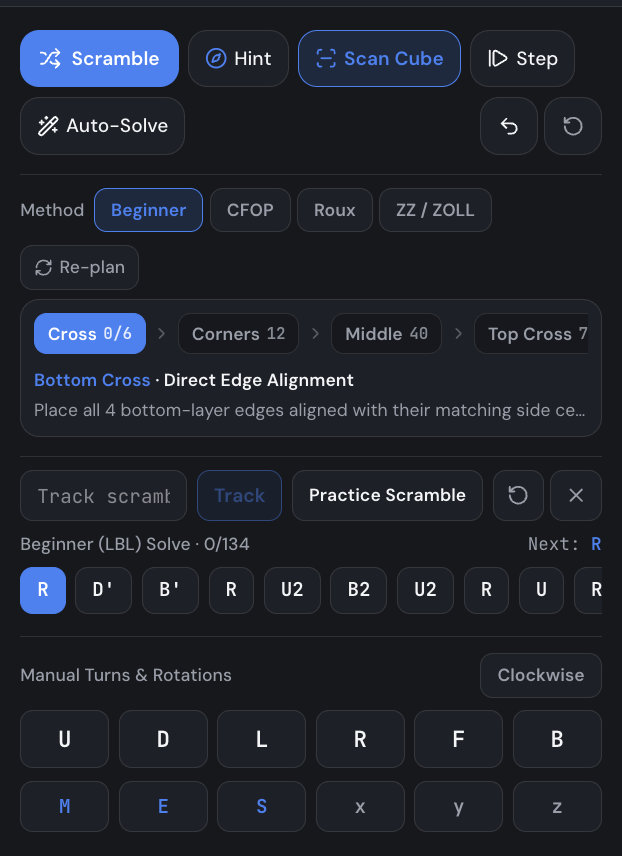 Scramble Hint Scan Cube Step
Auto-Solve
Method Beginner CFOP Roux ZZ / ZOLL
Re-plan
Cross 0/6 > Corners 12 > Middle 40 > Top Cross 7
Bottom Cross · Direct Edge Alignment
Place all 4 bottom-layer edges aligned with their matching side ce...
Track scramb Track Practice Scramble
Beginner (LBL) Solve · 0/134 Next: R
R D' B' R U2 B2 U2 R U R
Manual Turns & Rotations Clockwise
U D L R F B
M E S x y z